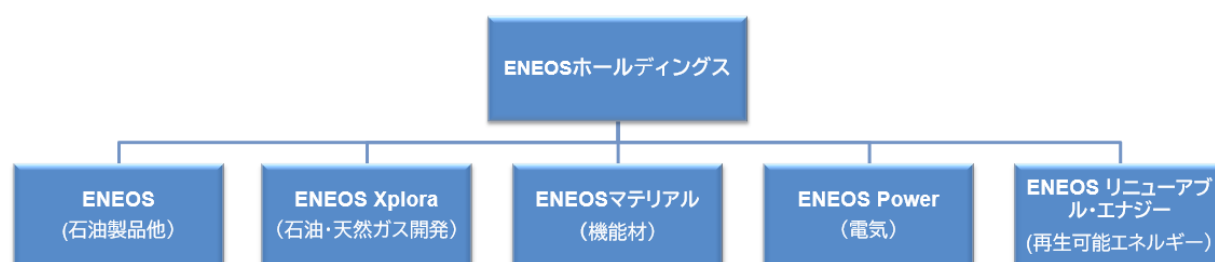 ENEOSホールディングス
ENEOS
(石油製品他)
ENEOS Xplora
(石油・天然ガス開発)
ENEOSマテリアル
(機能材)
ENEOS Power
(電気)
ENEOS リニューアブ
ル・エナジー
(再生可能エネルギー)